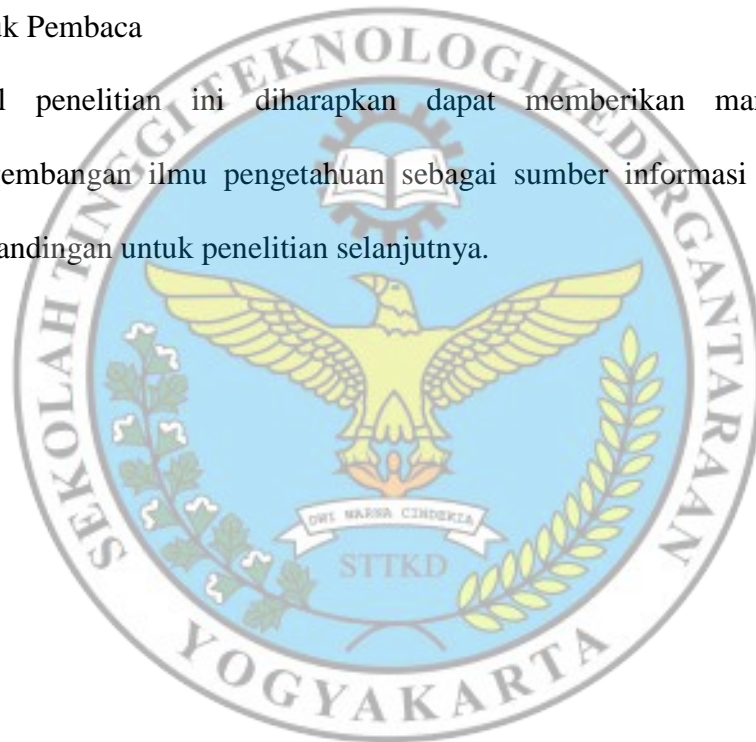 uk Pembaca
l penelitian ini diharapkan dapat memberikan ma
embangan ilmu pengetahuan sebagai sumber informasi
andingan untuk penelitian selanjutnya.
SEKOLAH TINGGI TEKNOLOGI KEDIRGANTARAAN
DWI WARNA CINDEKIA
STTKD
YOGYAKARTA